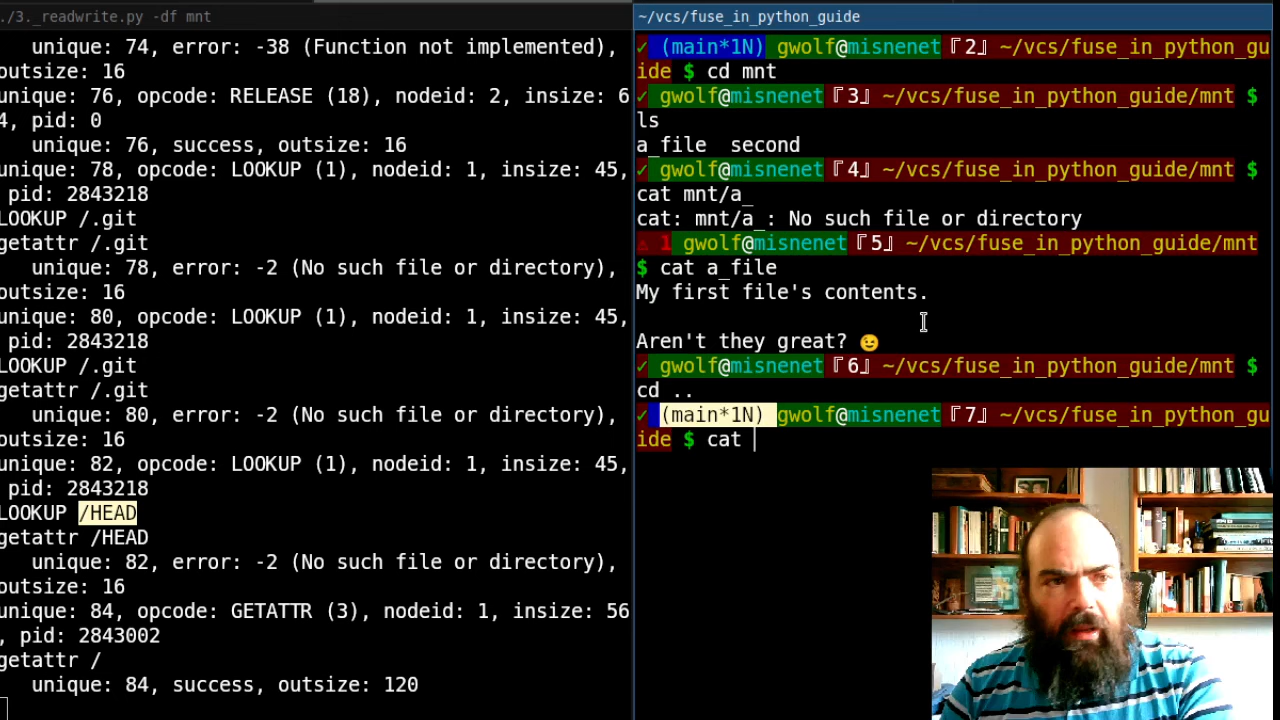 ./3._readwrite.py -df mnt
unique: 74, error: -38 (Function not implemented),
outsize: 16
unique: 76, opcode: RELEASE (18), nodeid: 2, insize: 6
4, pid: 0
unique: 76, success, outsize: 16
unique: 78, opcode: LOOKUP (1), nodeid: 1, insize: 45,
pid: 2843218
LOOKUP /.git
getattr /.git
unique: 78, error: -2 (No such file or directory),
outsize: 16
unique: 80, opcode: LOOKUP (1), nodeid: 1, insize: 45,
pid: 2843218
LOOKUP /.git
getattr /.git
unique: 80, error: -2 (No such file or directory),
outsize: 16
unique: 82, opcode: LOOKUP (1), nodeid: 1, insize: 45,
pid: 2843218
LOOKUP /HEAD
getattr /HEAD
unique: 82, error: -2 (No such file or directory),
outsize: 16
unique: 84, opcode: GETATTR (3), nodeid: 1, insize: 56
, pid: 2843002
getattr /
unique: 84, success, outsize: 120
~/vcs/fuse_in_python_guide
✓ (main*1N) gwolf@misnenet『2』~/vcs/fuse_in_python_gu
ide $ cd mnt
✓ gwolf@misnenet『3』~/vcs/fuse_in_python_guide/mnt $
ls
a_file  second
✓ gwolf@misnenet『4』~/vcs/fuse_in_python_guide/mnt $
cat mnt/a_
cat: mnt/a_: No such file or directory
⚠ 1 gwolf@misnenet『5』~/vcs/fuse_in_python_guide/mnt
$ cat a_file
My first file's contents.
Aren't they great? 😉
✓ gwolf@misnenet『6』~/vcs/fuse_in_python_guide/mnt $
cd ..
✓ (main*1N) gwolf@misnenet『7』~/vcs/fuse_in_python_gu
ide $ cat